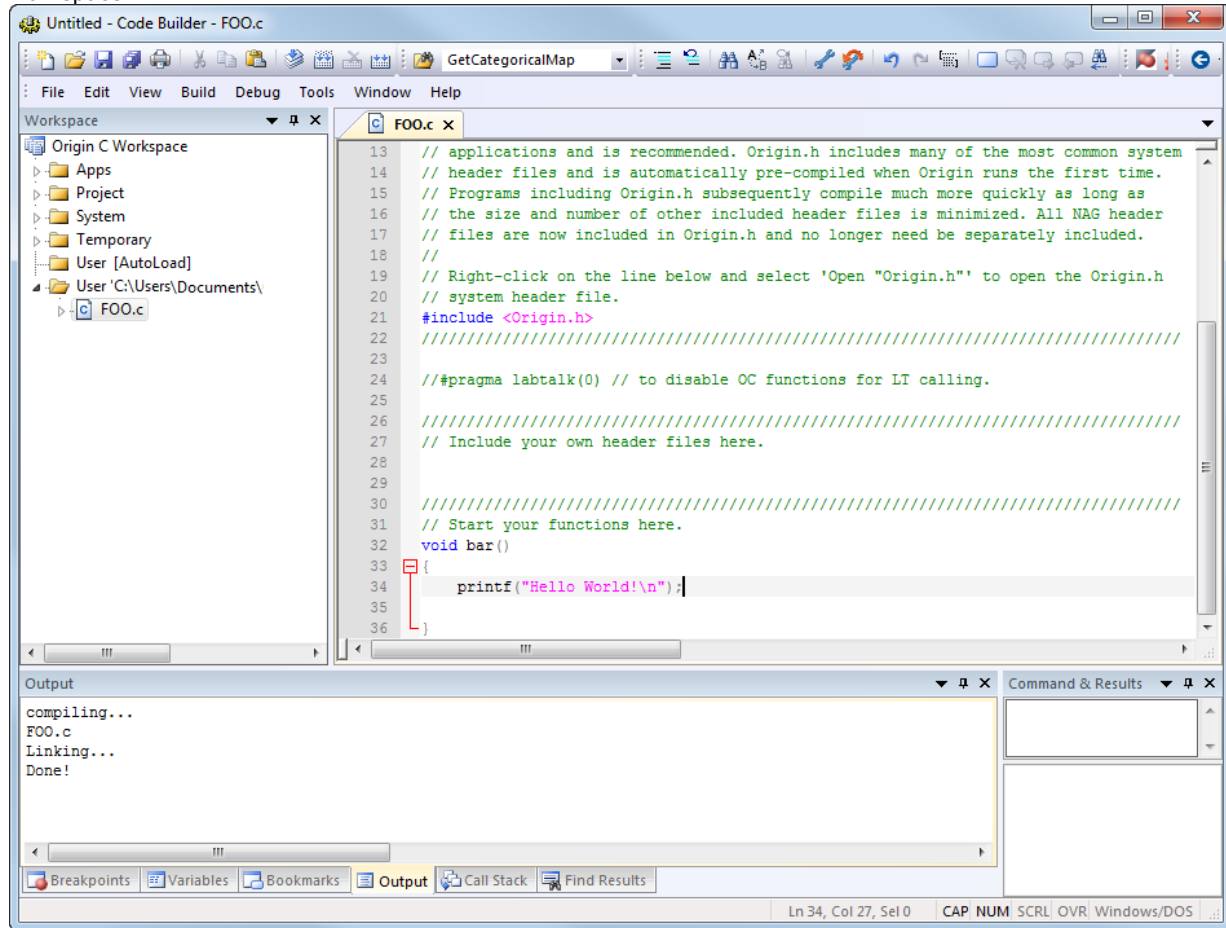 Untitled - Code Builder - FOO.c
GetCategoricalMap
File Edit View Build Debug Tools Window Help
Workspace
Origin C Workspace
Apps
Project
System
Temporary
User [AutoLoad]
User 'C:\Users\Documents\
FOO.c
FOO.c
13 // applications and is recommended. Origin.h includes many of the most common system
14 // header files and is automatically pre-compiled when Origin runs the first time.
15 // Programs including Origin.h subsequently compile much more quickly as long as
16 // the size and number of other included header files is minimized. All NAG header
17 // files are now included in Origin.h and no longer need be separately included.
18 //
19 // Right-click on the line below and select 'Open "Origin.h"' to open the Origin.h
20 // system header file.
21 #include <Origin.h>
22 ////////////////////////////////////////////////////////////////////////////////////
23
24 //#pragma labtalk(0) // to disable OC functions for LT calling.
25
26 ////////////////////////////////////////////////////////////////////////////////////
27 // Include your own header files here.
28
29
30 ////////////////////////////////////////////////////////////////////////////////////
31 // Start your functions here.
32 void bar()
33 {
34 printf("Hello World!\n");
35
36 }
Output
compiling...
FOO.c
Linking...
Done!
Command & Results
Breakpoints Variables Bookmarks Output Call Stack Find Results
Ln 34, Col 27, Sel 0 CAP NUM SCRL OVR Windows/DOS